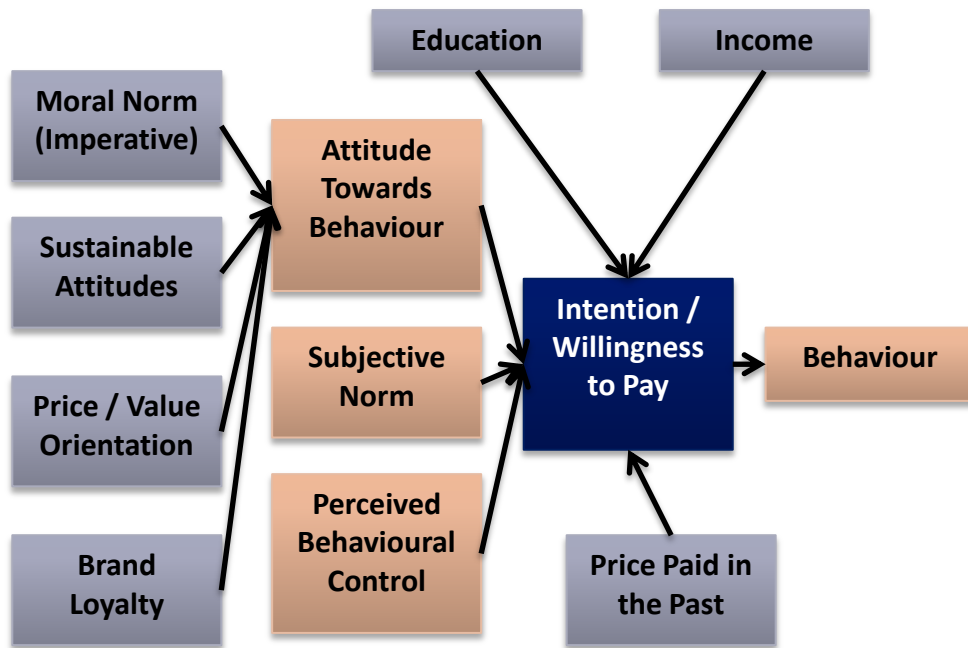 Education
Income
Moral Norm
(Imperative)
Attitude
Towards
Behaviour
Sustainable
Attitudes
Intention /
Willingness
to Pay
Behaviour
Subjective
Norm
Price / Value
Orientation
Perceived
Behavioural
Control
Brand
Loyalty
Price Paid in
the Past